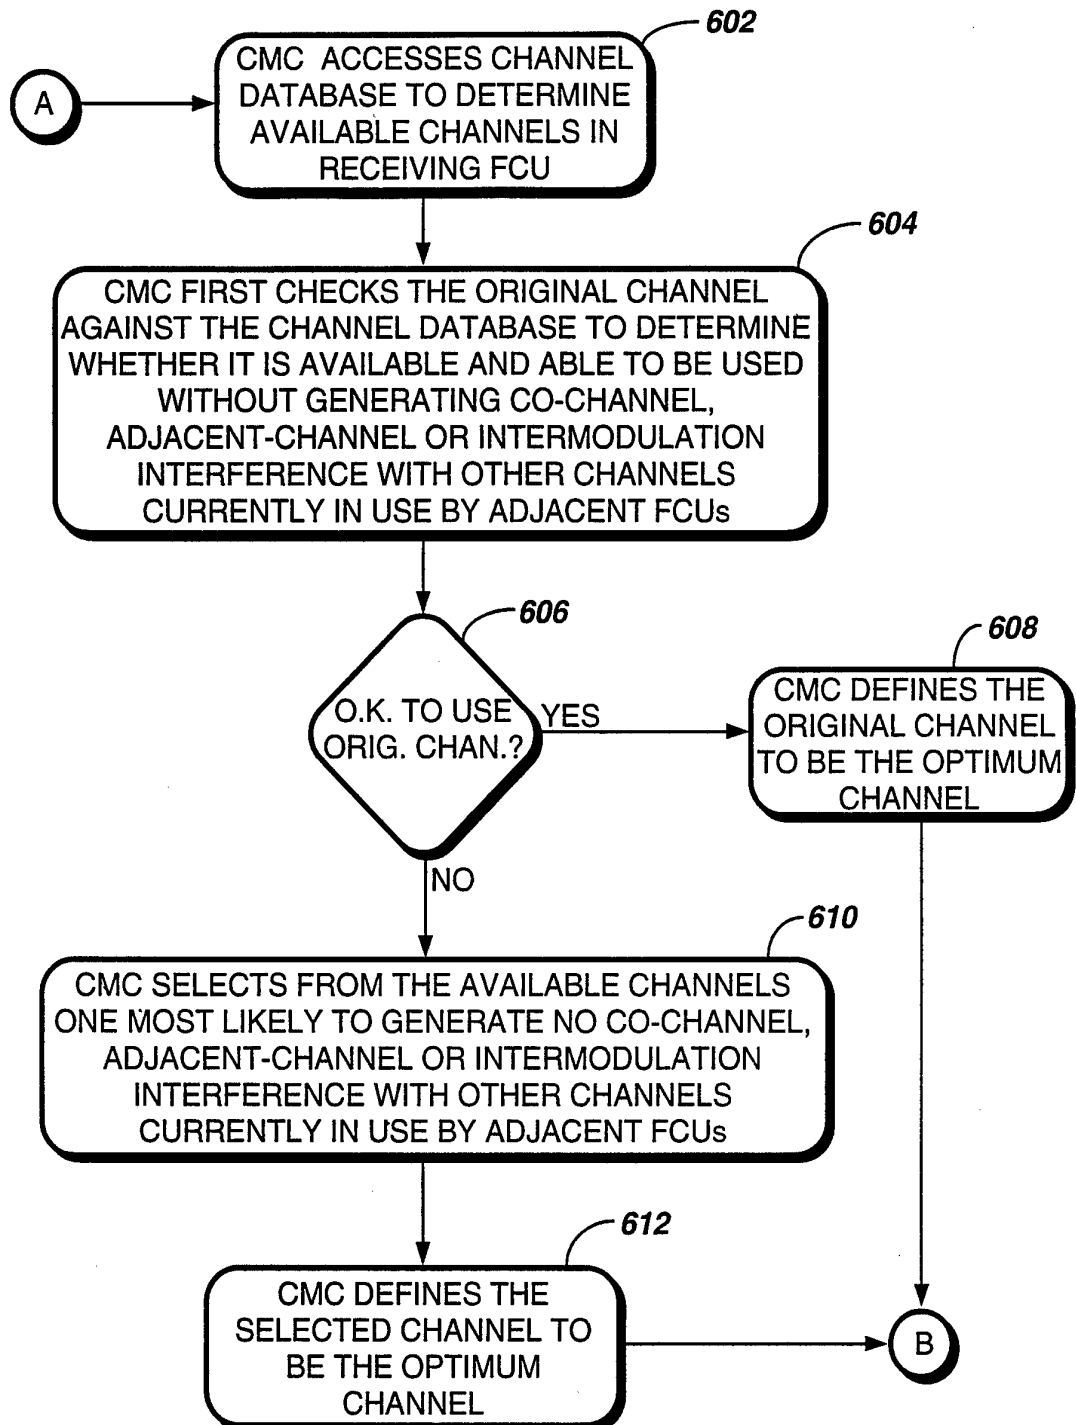 602
A
CMC ACCESSES CHANNEL
DATABASE TO DETERMINE
AVAILABLE CHANNELS IN
RECEIVING FCU
604
CMC FIRST CHECKS THE ORIGINAL CHANNEL
AGAINST THE CHANNEL DATABASE TO DETERMINE
WHETHER IT IS AVAILABLE AND ABLE TO BE USED
WITHOUT GENERATING CO-CHANNEL,
ADJACENT-CHANNEL OR INTERMODULATION
INTERFERENCE WITH OTHER CHANNELS
CURRENTLY IN USE BY ADJACENT FCUs
606
O.K. TO USE
ORIG. CHAN.?
YES
608
CMC DEFINES THE
ORIGINAL CHANNEL
TO BE THE OPTIMUM
CHANNEL
NO
610
CMC SELECTS FROM THE AVAILABLE CHANNELS
ONE MOST LIKELY TO GENERATE NO CO-CHANNEL,
ADJACENT-CHANNEL OR INTERMODULATION
INTERFERENCE WITH OTHER CHANNELS
CURRENTLY IN USE BY ADJACENT FCUs
612
CMC DEFINES THE
SELECTED CHANNEL TO
BE THE OPTIMUM
CHANNEL
B